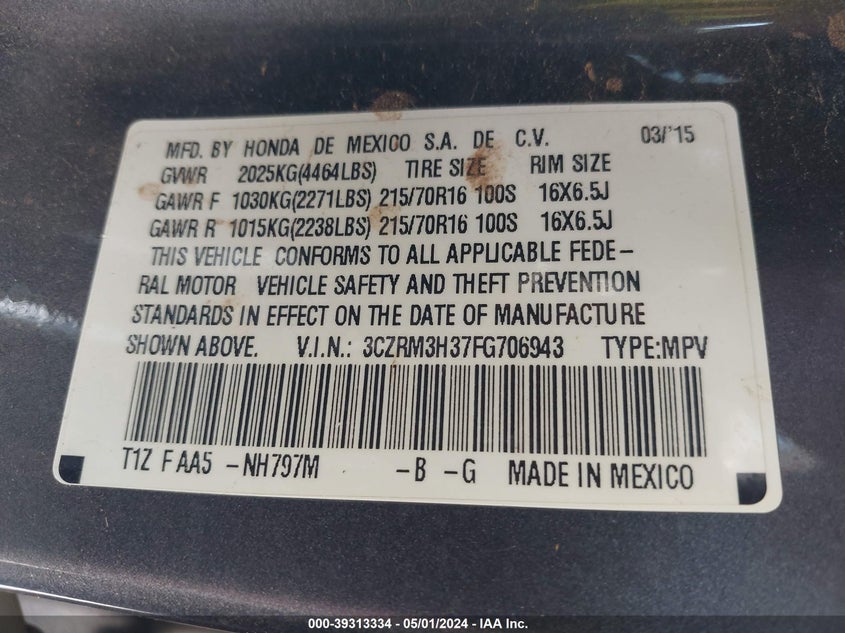 MFD. BY HONDA DE MEXICO S.A. DE C.V. 03/'15
GVWR 2025KG(4464LBS) TIRE SIZE RIM SIZE
GAWR F 1030KG(2271LBS) 215/70R16 100S 16X6.5J
GAWR R 1015KG(2238LBS) 215/70R16 100S 16X6.5J
THIS VEHICLE CONFORMS TO ALL APPLICABLE FEDE-
RAL MOTOR VEHICLE SAFETY AND THEFT PREVENTION
STANDARDS IN EFFECT ON THE DATE OF MANUFACTURE
SHOWN ABOVE. V.I.N.: 3CZRM3H37FG706943 TYPE:MPV
T1Z F AA5 -NH797M -B -G MADE IN MEXICO
000-39313334 - 05/01/2024 - IAA Inc.